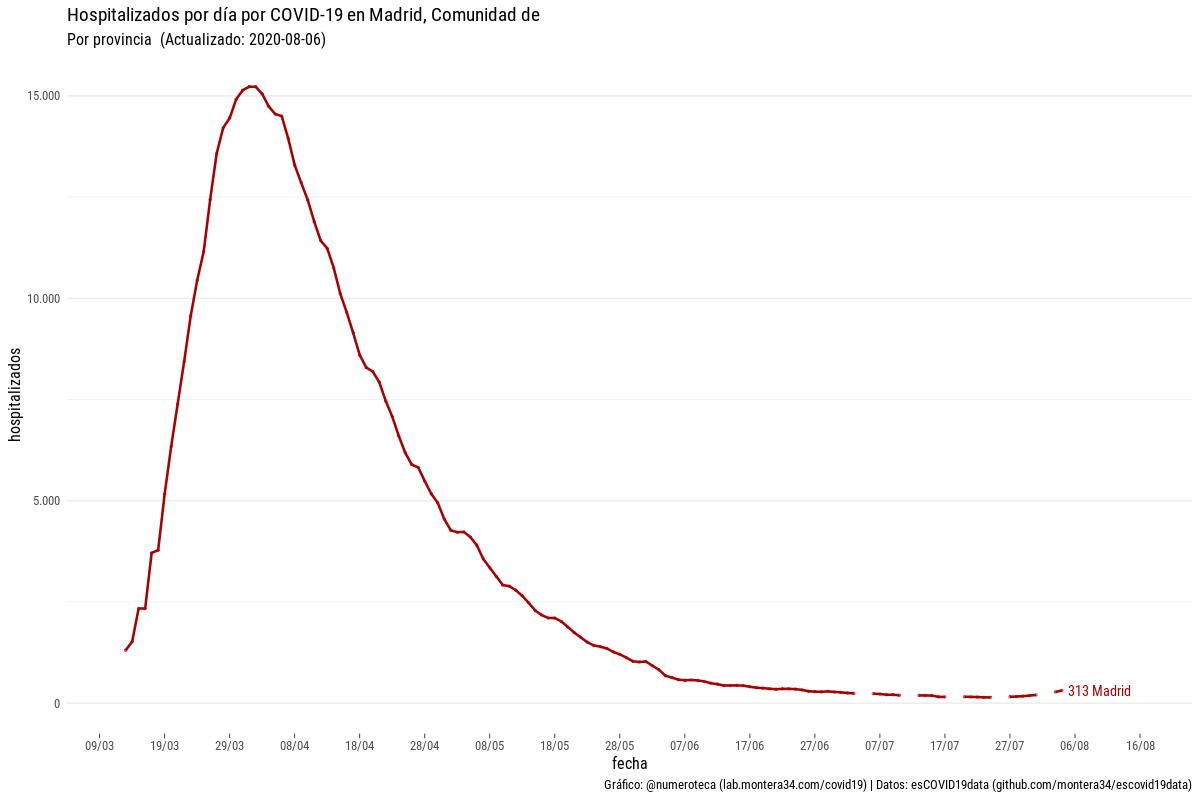 Hospitalizados por día por COVID-19 en Madrid, Comunidad de
Por provincia (Actualizado: 2020-08-06)
15.000
10.000
5.000
0
hospitalizados
313 Madrid
09/03 19/03 29/03 08/04 18/04 28/04 08/05 18/05 28/05 07/06 17/06 27/06 07/07 17/07 27/07 06/08 16/08
fecha
Gráfico: @numeroteca (lab.montera34.com/covid19) | Datos: esCOVID19data (github.com/montera34/escovid19data)